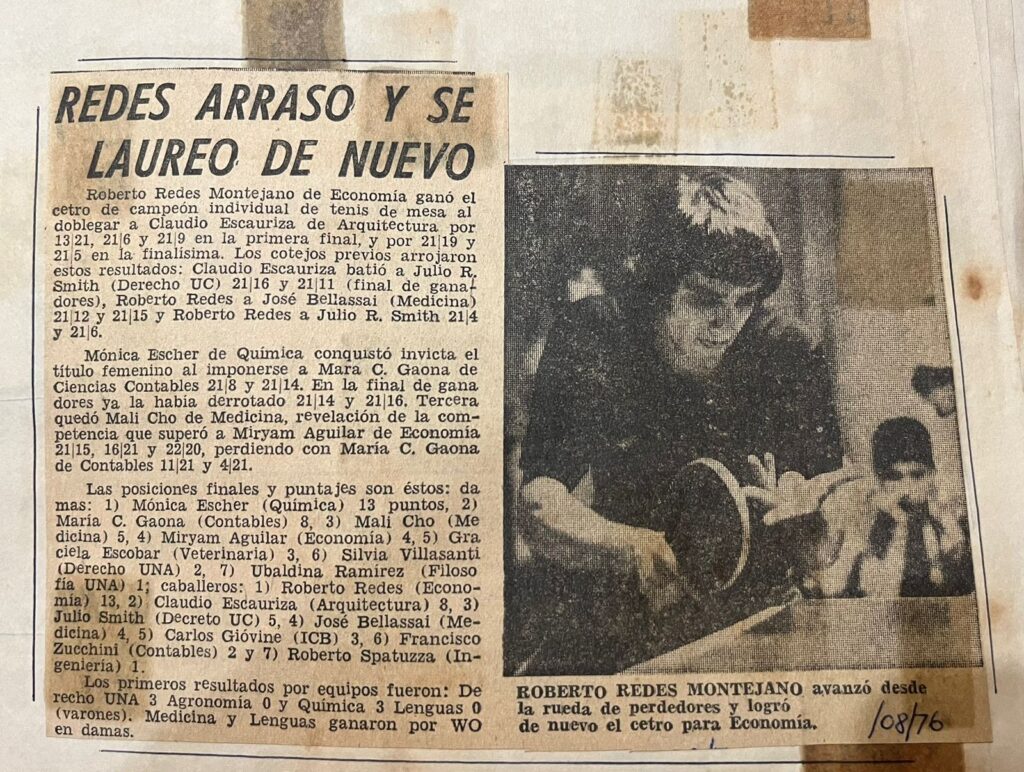 REDES ARRASO Y SE
LAUREO DE NUEVO
Roberto Redes Montejano de Economía ganó el
cetro de campeón individual de tenis de mesa al
doblegar a Claudio Escauriza de Arquitectura por
13|21, 21|6 y 21|9 en la primera final, y por 21|19 y
21|5 en la finalísima. Los cotejos previos arrojaron
estos resultados: Claudio Escauriza batió a Julio R.
Smith (Derecho UC) 21|16 y 21|11 (final de gana-
dores), Roberto Redes a José Bellassai (Medicina)
21|12 y 21|15 y Roberto Redes a Julio R. Smith 21|4
y 21|6.
Mónica Escher de Química conquistó invicta el
título femenino al imponerse a Mara C. Gaona de
Ciencias Contables 21|8 y 21|14. En la final de gana
dores ya la habia derrotado 21|14 y 21|16. Tercera
quedó Mali Cho de Medicina, revelación de la com-
petencia que superó a Miryam Aguilar de Economía
21|15, 16|21 y 22|20, perdiendo con María C. Gaona
de Contables 11|21 y 4|21.
Las posiciones finales y puntajes son éstos: da
mas: 1) Mónica Escher (Química) 13 puntos, 2)
María C. Gaona (Contables) 8, 3) Mali Cho (Me
dicina) 5, 4) Miryam Aguilar (Economía) 4, 5) Gra
ciela Escobar (Veterinaria) 3, 6) Silvia Villasanti
(Derecho UNA) 2, 7) Ubaldina Ramírez (Filoso
fía UNA) 1; caballeros: 1) Roberto Redes (Econo-
mía) 13, 2) Claudio Escauriza (Arquitectura) 8, 3)
Julio Smith (Decreto UC) 5, 4) José Bellassai (Me-
dicina) 4, 5) Carlos Gióvine (ICB) 3, 6) Francisco
Zucchini (Contables) 2 y 7) Roberto Spatuzza (In-
geniería) 1.
Los primeros resultados por equipos fueron: De
recho UNA 3 Agronomía 0 y Química 3 Lenguas 0
(varones). Medicina y Lenguas ganaron por WO
en damas.
ROBERTO REDES MONTEJANO avanzó desde
la rueda de perdedores y logró
de nuevo el cetro para Economía.
/08/76